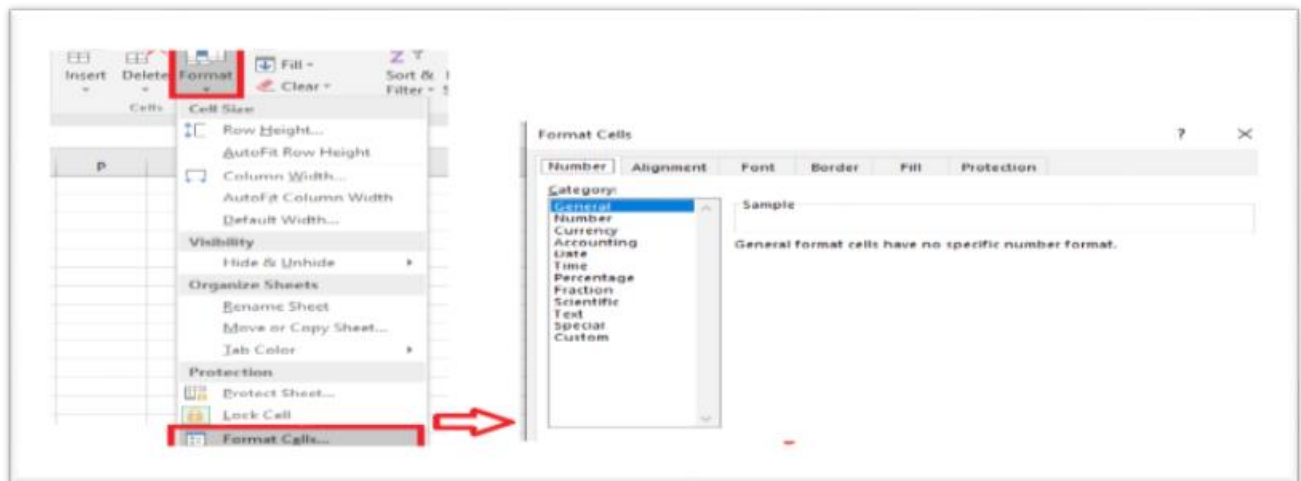 Insert Delete Format
Fill
Clear
Sort &
Filter
Cells
Cell Size
Row Height...
AutoFit Row Height
Column Width...
AutoFit Column Width
Default Width...
Visibility
Hide & Unhide
Organize Sheets
Rename Sheet
Move or Copy Sheet...
Tab Color
Protection
Protect Sheet...
Lock Cell
Format Cells...
P
Format Cells ?
Number Alignment Font Border Fill Protection
Category:
General
Number
Currency
Accounting
Date
Time
Percentage
Fraction
Scientific
Text
Special
Custom
Sample
General format cells have no specific number format.